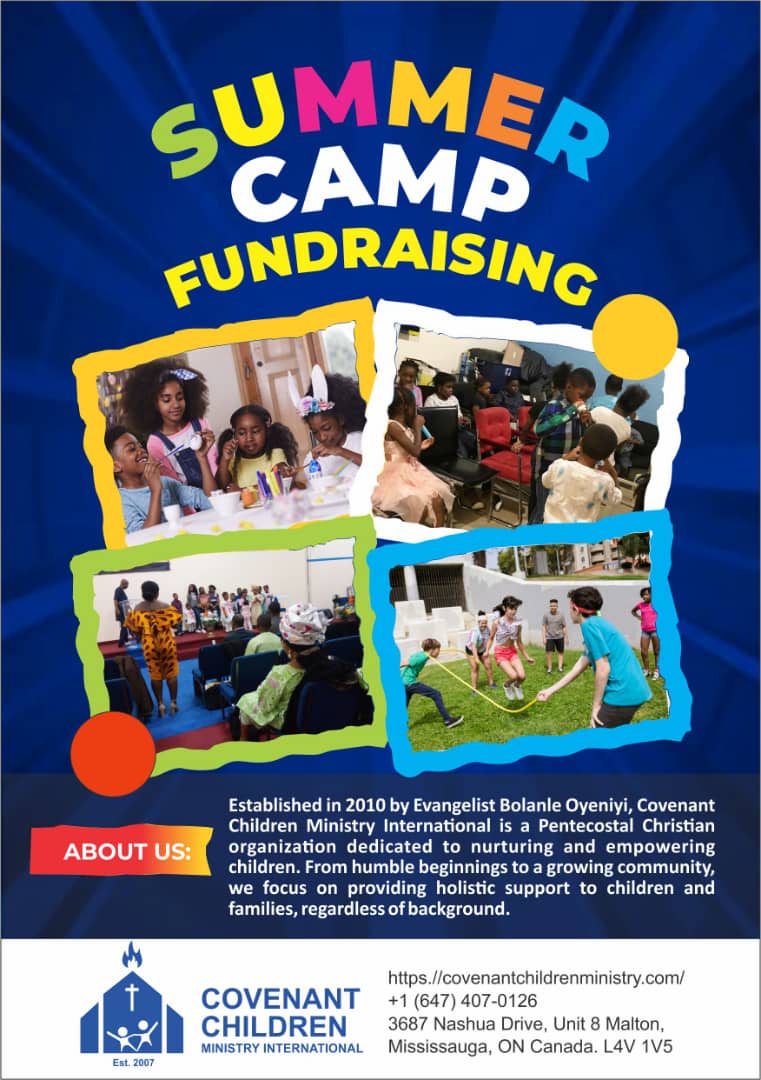 SUMMER
CAMP
FUNDRAISING
ABOUT US:
Established in 2010 by Evangelist Bolanle Oyeniyi, Covenant
Children Ministry International is a Pentecostal Christian
organization dedicated to nurturing and empowering
children. From humble beginnings to a growing community,
we focus on providing holistic support to children and
families, regardless of background.
COVENANT
CHILDREN
MINISTRY INTERNATIONAL
Est. 2007
https://covenantchildrenministry.com/
+1 (647) 407-0126
3687 Nashua Drive, Unit 8 Malton,
Mississauga, ON Canada. L4V 1V5